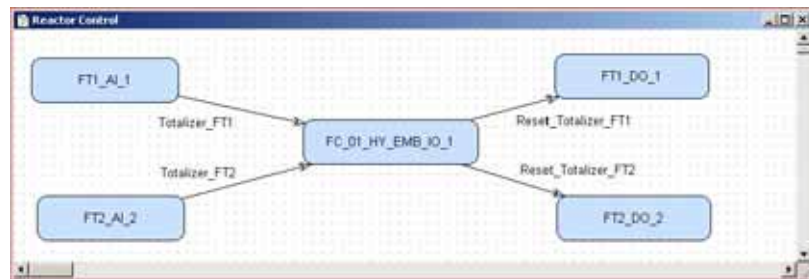 Reactor Control
FT1_AI_1
FT1_DO_1
Totalizer_FT1
Reset_Totalizer_FT1
FC_01_HY_EMB_IO_1
Totalizer_FT2
Reset_Totalizer_FT2
FT2_AI_2
FT2_DO_2